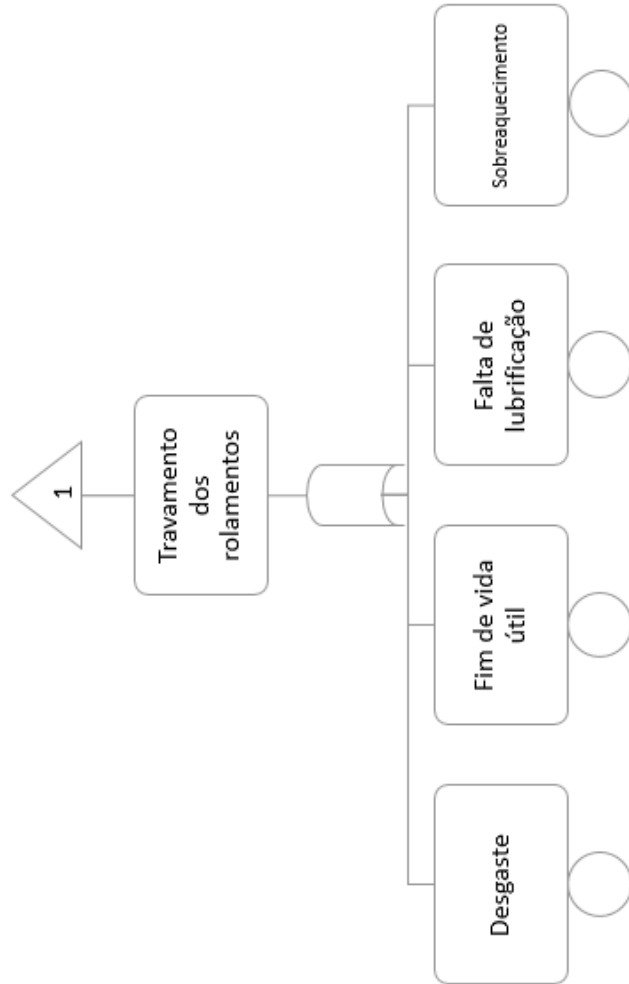 1
Travamento
dos
rolamentos
Desgaste
Fim de vida
útil
Falta de
lubrificação
Sobreaquecimento